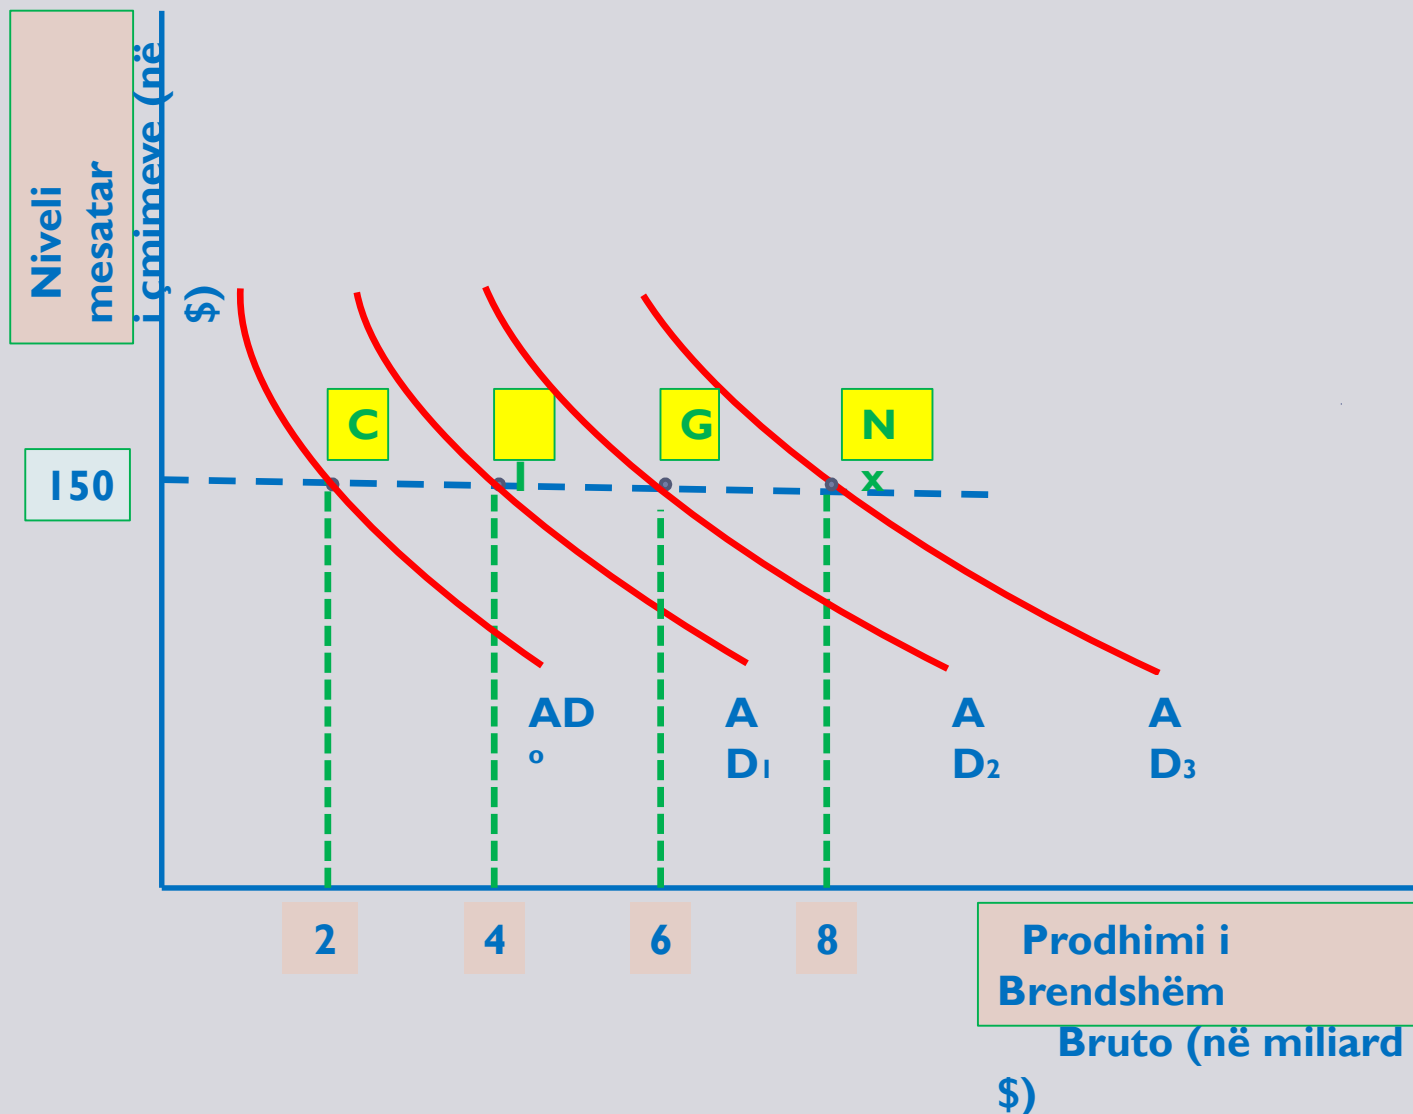 Niveli
mesatar
i çmimeve (në
$)
C
I
G
N
x
150
AD
o
A
D1
A
D2
A
D3
2
4
6
8
Prodhimi i
Brendshëm
Bruto (në miliard
$)